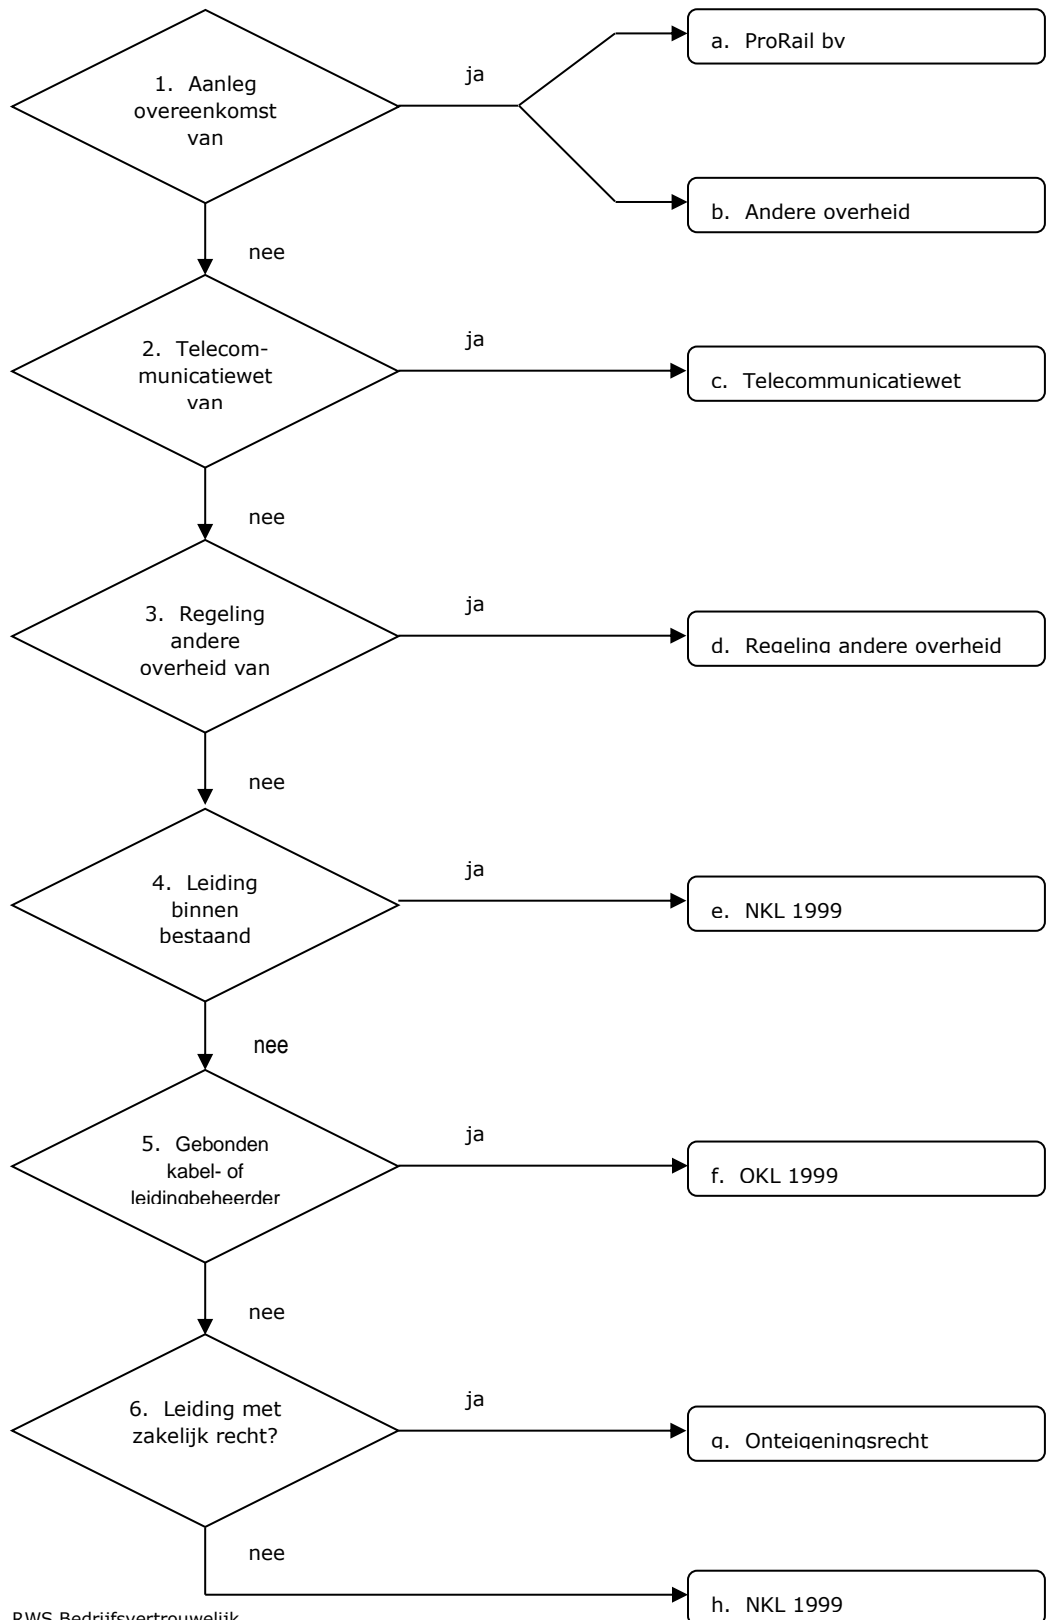 1. Aanleg
overeenkomst
van
ja
a. ProRail bv
b. Andere overheid
nee
2. Telecom-
municatiewet
van
ja
c. Telecommunicatiewet
nee
3. Regeling
andere
overheid van
ja
d. Regeling andere overheid
nee
4. Leiding
binnen
bestaand
ja
e. NKL 1999
nee
5. Gebonden
kabel- of
leidingbeheerder
ja
f. OKL 1999
nee
6. Leiding met
zakelijk recht?
ja
g. Onteigeningsrecht
nee
h. NKL 1999
RWS Bedrijfsvertrouwelijk